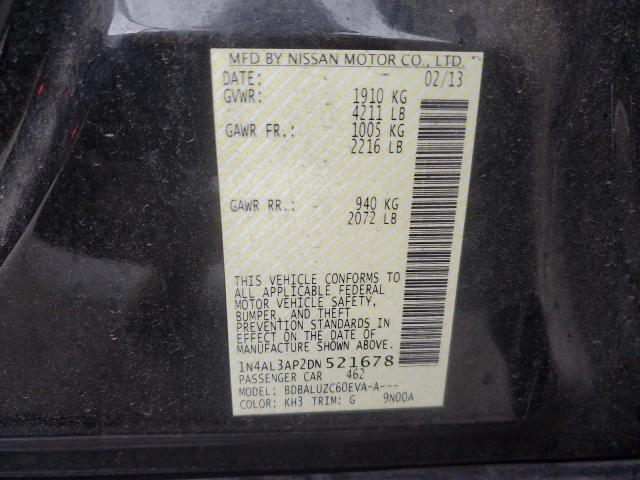 MFD BY NISSAN MOTOR CO., LTD.
DATE: 02/13
GVWR: 1910 KG
4211 LB
GAWR FR.: 1005 KG
2216 LB
GAWR RR.: 940 KG
2072 LB
THIS VEHICLE CONFORMS TO
ALL APPLICABLE FEDERAL
MOTOR VEHICLE SAFETY,
BUMPER, AND THEFT
PREVENTION STANDARDS IN
EFFECT ON THE DATE OF
MANUFACTURE SHOWN ABOVE.
1N4AL3AP2DN 521678
PASSENGER CAR 462
MODEL: BDBALUZC60EVA-A---
COLOR: KH3 TRIM: G 9N00A